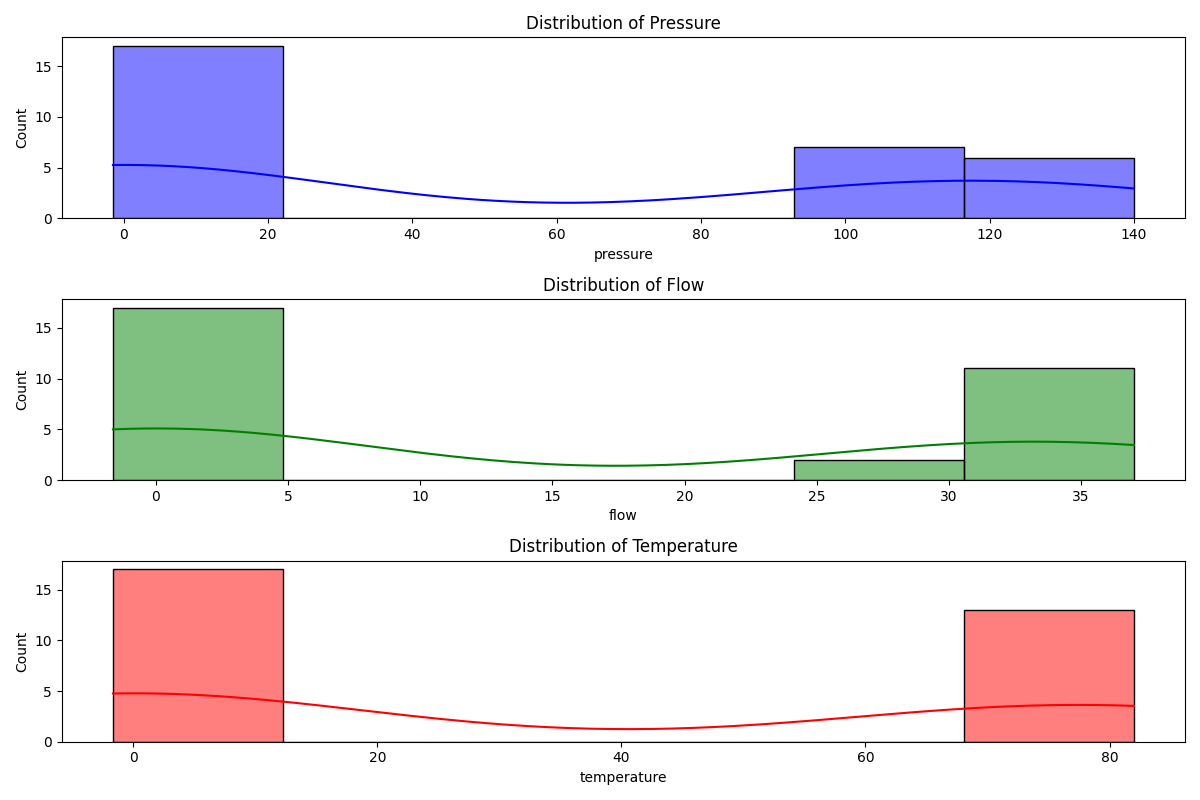 Distribution of Pressure
Count
15
10
5
0
0 20 40 60 80 100 120 140
pressure
Distribution of Flow
Count
15
10
5
0
0 5 10 15 20 25 30 35
flow
Distribution of Temperature
Count
15
10
5
0
0 20 40 60 80
temperature